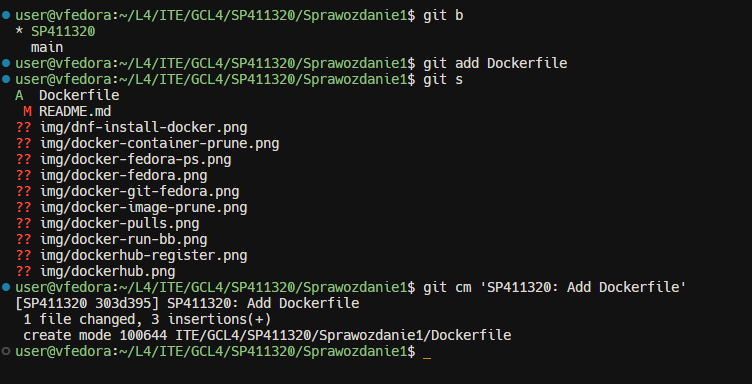 user@vfedora:~/L4/ITE/GCL4/SP411320/Sprawozdanie1$ git b
* SP411320
  main
user@vfedora:~/L4/ITE/GCL4/SP411320/Sprawozdanie1$ git add Dockerfile
user@vfedora:~/L4/ITE/GCL4/SP411320/Sprawozdanie1$ git s
A  Dockerfile
 M README.md
?? img/dnf-install-docker.png
?? img/docker-container-prune.png
?? img/docker-fedora-ps.png
?? img/docker-fedora.png
?? img/docker-git-fedora.png
?? img/docker-image-prune.png
?? img/docker-pulls.png
?? img/docker-run-bb.png
?? img/dockerhub-register.png
?? img/dockerhub.png
user@vfedora:~/L4/ITE/GCL4/SP411320/Sprawozdanie1$ git cm 'SP411320: Add Dockerfile'
[SP411320 303d395] SP411320: Add Dockerfile
 1 file changed, 3 insertions(+)
 create mode 100644 ITE/GCL4/SP411320/Sprawozdanie1/Dockerfile
user@vfedora:~/L4/ITE/GCL4/SP411320/Sprawozdanie1$ _